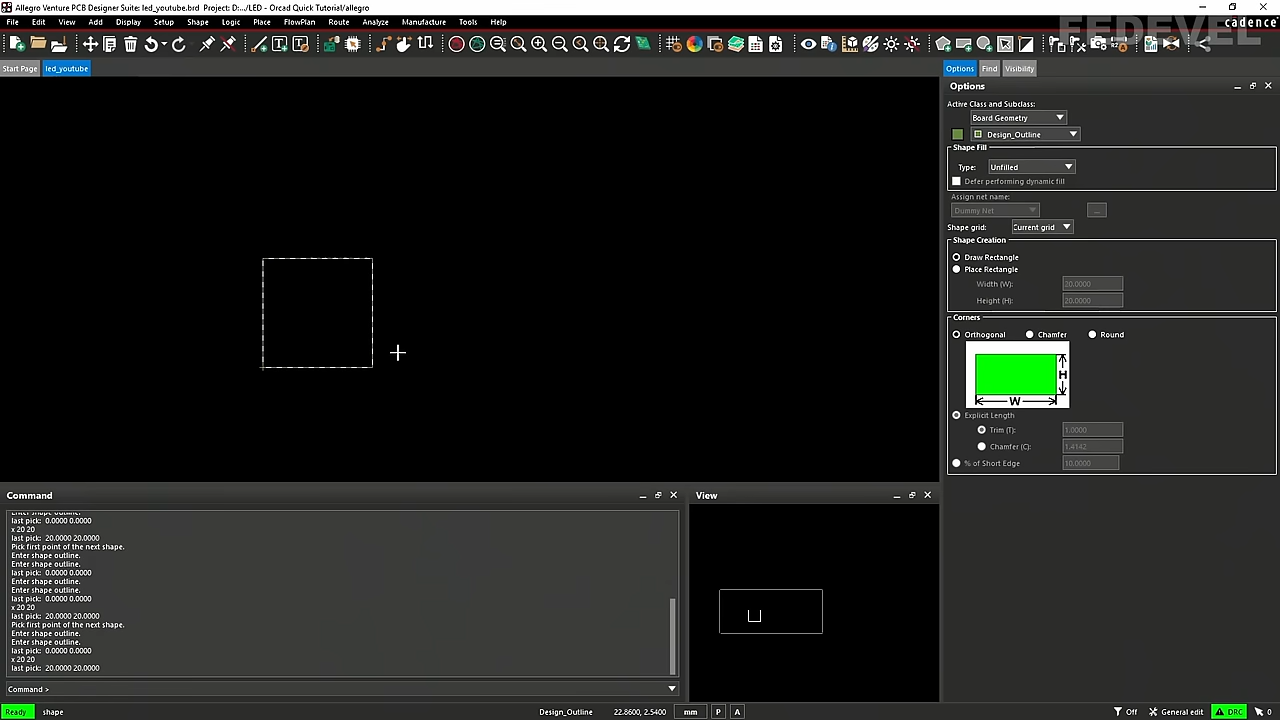 Allegro Venture PCB Designer Suite: led_youtube.brd  Project: D:.../LED - Orcad Quick Tutorial/allegro
File Edit View Add Display Setup Shape Logic Place FlowPlan Route Analyze Manufacture Tools Help
cadence
FEDEVEL
Start Page led_youtube
Options Find Visibility
Options
Active Class and Subclass:
Board Geometry
Design_Outline
Shape Fill
Type: Unfilled
Defer performing dynamic fill
Assign net name:
Dummy Net ...
Shape grid: Current grid
Shape Creation
Draw Rectangle
Place Rectangle
Width (W): 20.0000
Height (H): 20.0000
Corners
Orthogonal Chamfer Round
H
W
Explicit Length
Trim (T): 1.0000
Chamfer (C): 1.4142
% of Short Edge 10.0000
Command
Enter shape outline.
last pick:  0.0000 0.0000
x 20 20
last pick:  20.0000 20.0000
Pick first point of the next shape.
Enter shape outline.
Enter shape outline.
last pick:  0.0000 0.0000
Enter shape outline.
Enter shape outline.
last pick:  0.0000 0.0000
x 20 20
last pick:  20.0000 20.0000
Pick first point of the next shape.
Enter shape outline.
Enter shape outline.
last pick:  0.0000 0.0000
x 20 20
last pick:  20.0000 20.0000
Command >
View
Ready shape Design_Outline 22.8600, 2.5400 mm P A Off General edit DRC 0